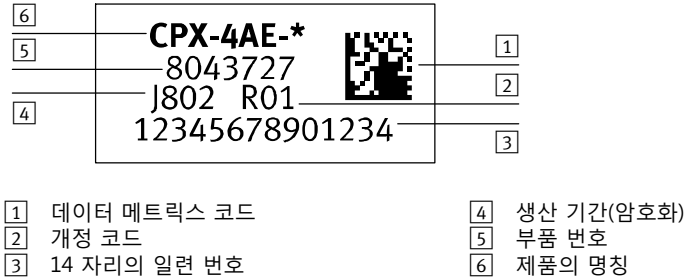 6
CPX-4AE-*
1
5
8043727
2
J802 R01
4
12345678901234
3
1 데이터 메트릭스 코드
2 개정 코드
3 14 자리의 일련 번호
4 생산 기간(암호화)
5 부품 번호
6 제품의 명칭